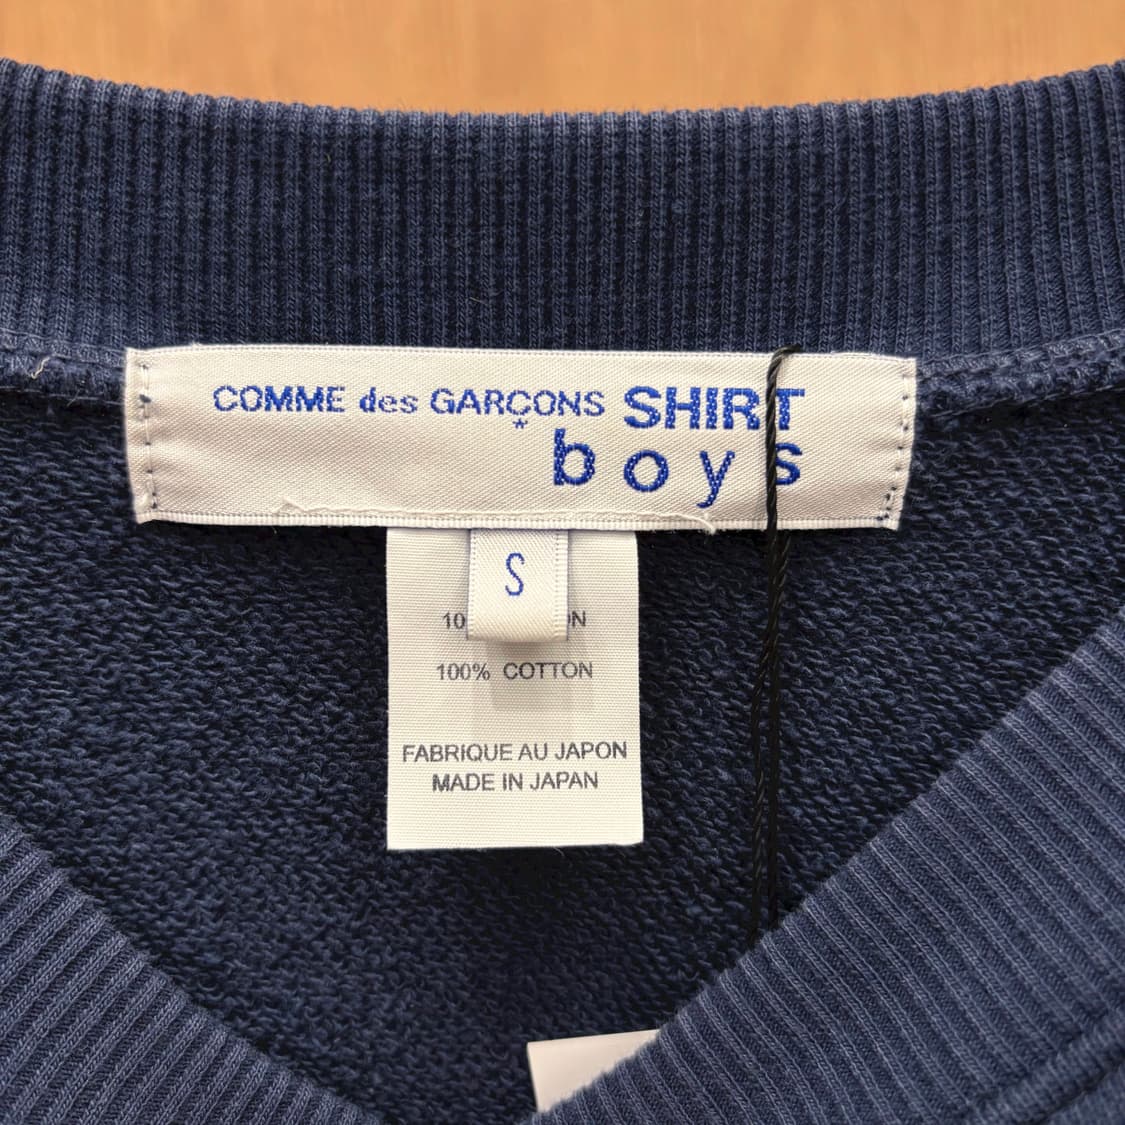 COMME des GARÇONS SHIRT
boys
S
100% COTTON
FABRIQUE AU JAPON
MADE IN JAPAN